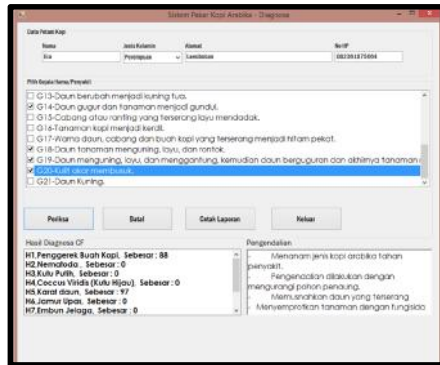 Sistem Pakar Kopi Arabika - Diagnosa
Data Petani Kopi
Nama Jenis Kelamin Alamat No HP
Perempuan
Pilih Gejala Hama/Penyakit
G13-Daun berubah menjadi kuning tua.
G14-Daun gugur dan tanaman menjadi gundul.
G15-Cabang atau ranting yang terserang layu mendadak.
G16-Tanaman kopi menjadi kerdil.
G17-Warna daun, cabang dan buah kopi yang terserang menjadi hitam pekat.
G18-Daun tanaman menguning, layu, dan rontok.
G19-Daun menguning, layu, dan menggantung, kemudian daun berguguran dan akhirnya tanaman
G20-Kulit akar membusuk.
G21-Daun Kuning.
Periksa Batal Cetak Laporan Keluar
Hasil Diagnosa CF
H1,Penggerek Buah Kopi, Sebesar : 88
H2,Nematoda , Sebesar : 0
H3,Kutu Putih, Sebesar : 0
H4,Coccus Viridis (Kutu Hijau), Sebesar : 0
H5,Karat daun, Sebesar : 97
H6,Jamur Upas, Sebesar : 0
H7,Embun Jelaga, Sebesar : 0
Pengendalian
- Menanam jenis kopi arabika tahan
penyakit.
- Pengendalian dilakukan dengan
mengurangi pohon penaung.
- Memusnahkan daun yang terserang
- Menyemprotkan tanaman dengan fungisida